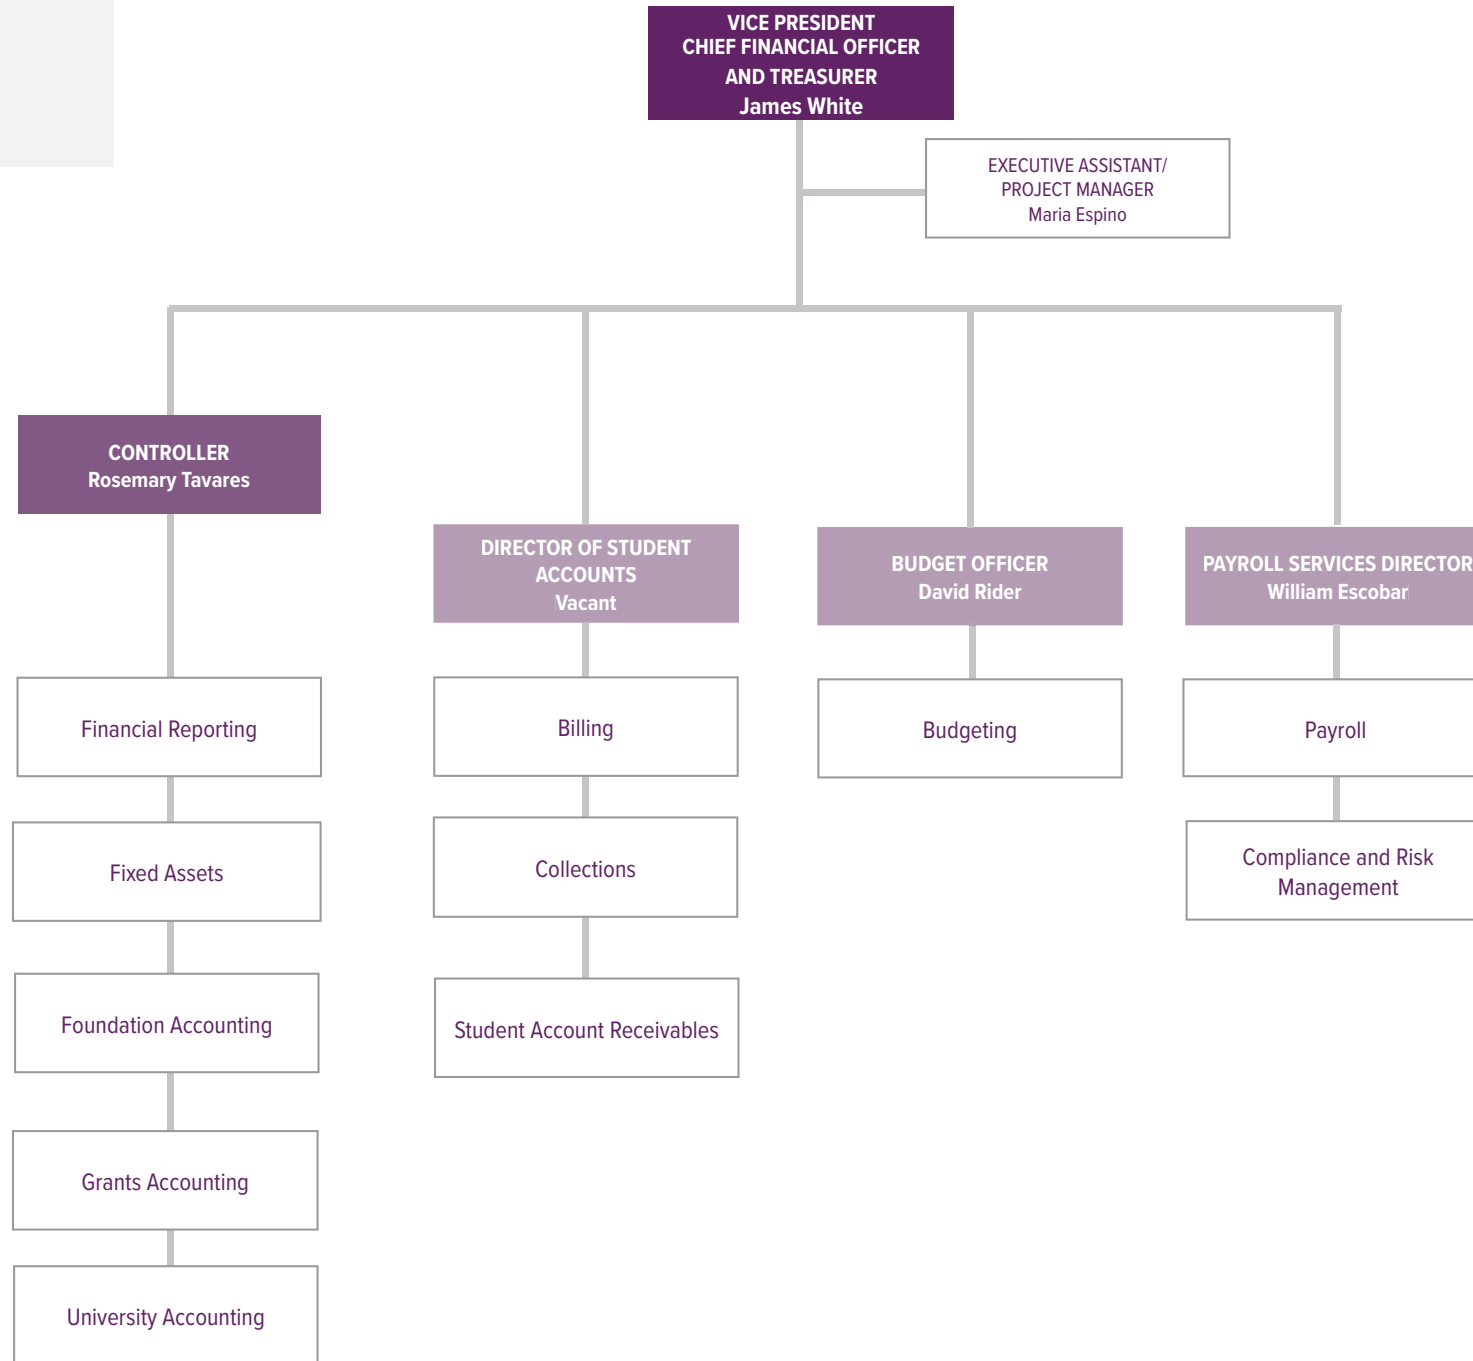 VICE PRESIDENT
CHIEF FINANCIAL OFFICER
AND TREASURER
James White
EXECUTIVE ASSISTANT/
PROJECT MANAGER
Maria Espino
CONTROLLER
Rosemary Tavares
DIRECTOR OF STUDENT
ACCOUNTS
Vacant
BUDGET OFFICER
David Rider
PAYROLL SERVICES DIRECTOR
William Escobar
Financial Reporting
Billing
Budgeting
Payroll
Fixed Assets
Collections
Compliance and Risk
Management
Foundation Accounting
Student Account Receivables
Grants Accounting
University Accounting